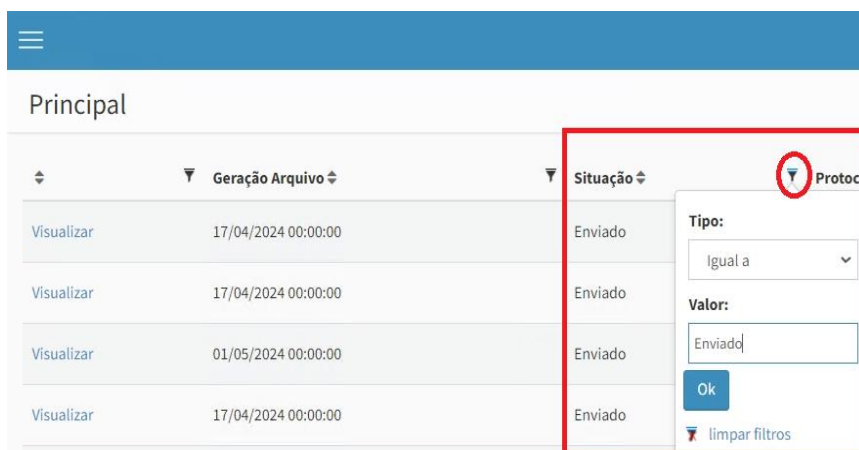 Principal
Geração Arquivo Situação Protoc
Visualizar 17/04/2024 00:00:00 Enviado
Visualizar 17/04/2024 00:00:00 Enviado
Visualizar 01/05/2024 00:00:00 Enviado
Visualizar 17/04/2024 00:00:00 Enviado
Tipo:
Igual a
Valor:
Enviado
Ok
limpar filtros